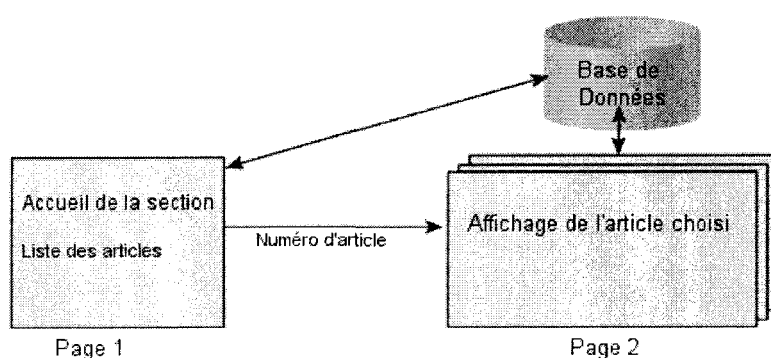 Base de
Données
Accueil de la section
Liste des articles
Numéro d'article
Affichage de l'article choisi
Page 1
Page 2